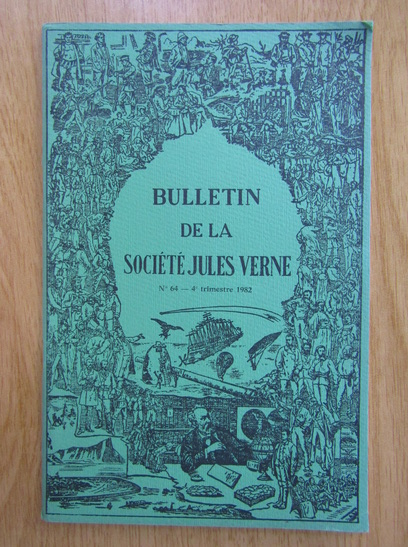 BULLETIN
DE LA
SOCIÉTÉ JULES VERNE
N° 64 — 4e trimestre 1982